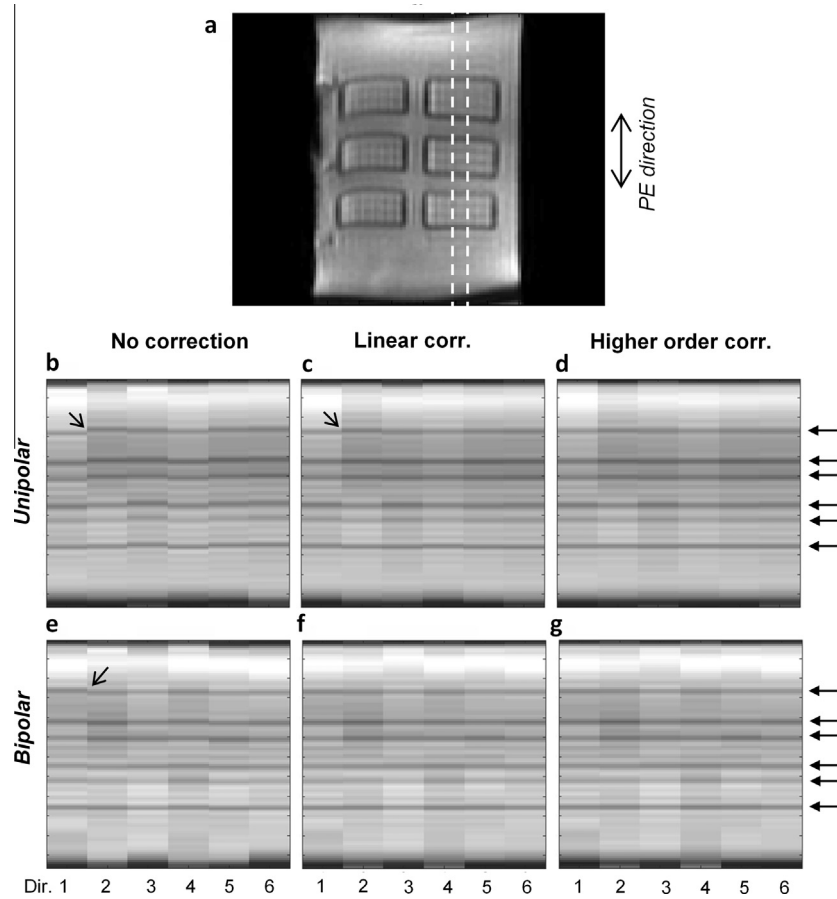 a
PE direction
No correction
Linear corr.
Higher order corr.
b
c
d
Unipolar
e
f
g
Bipolar
Dir. 1 2 3 4 5 6
1 2 3 4 5 6
1 2 3 4 5 6